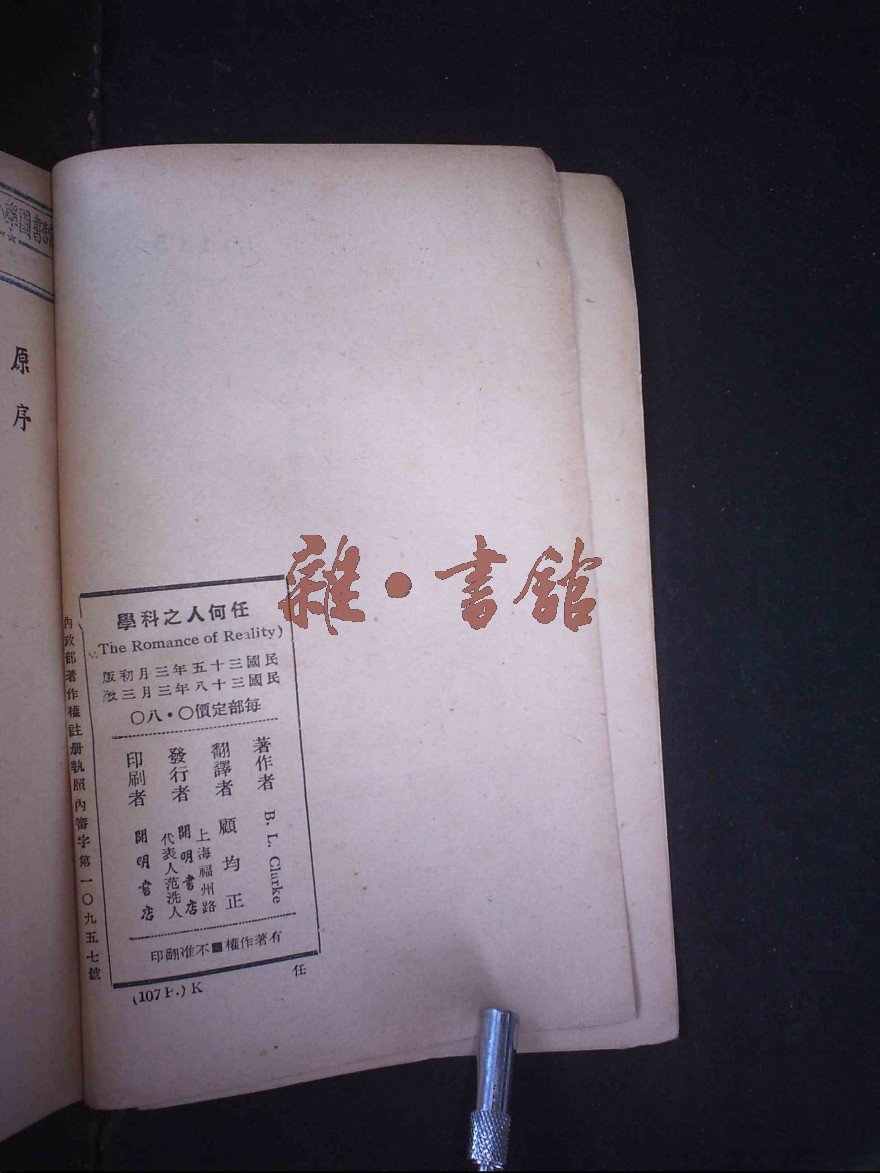 原序
雜·書館
任何人之科學
(The Romance of Reality)
民國三十五年三月初版
民國三十八年三月三版
每部定價〇・八〇
著作者 B. L. Clarke
翻譯者 顧均正
發行者 上海福州路 開明書店 代表人范洗人
印刷者 開明書店
有著作權不准翻印
內政部著作權註册執照內審字第一〇九五七號
(107P.) K
任